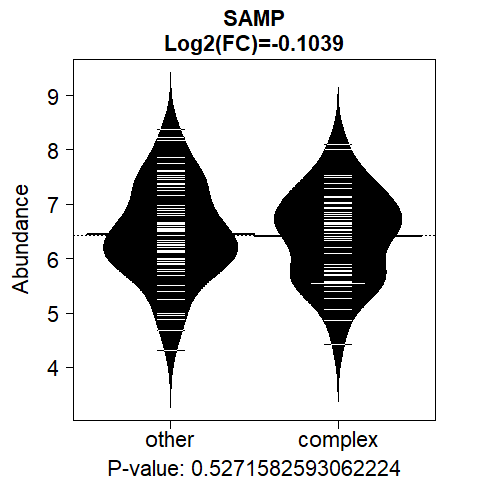 SAMP
Log2(FC)=-0.1039
9
8
7
6
5
4
Abundance
other
complex
P-value: 0.5271582593062224